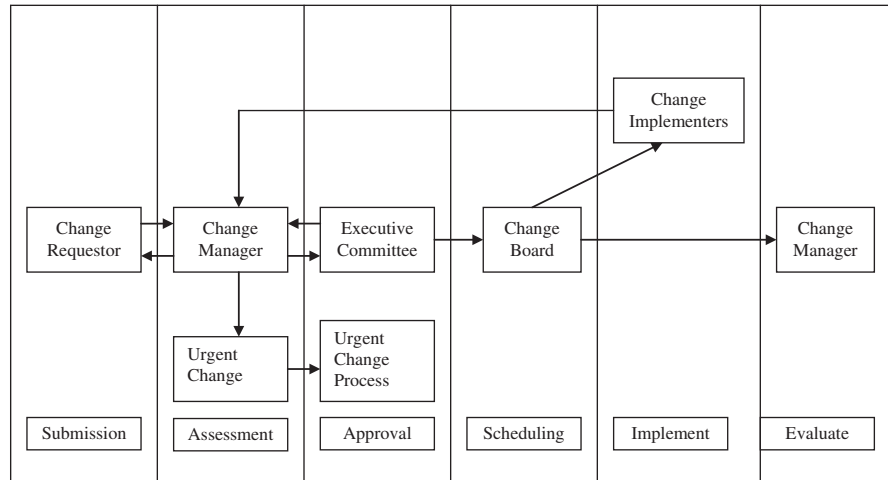 Change
Implementers
Change
Requestor
Change
Manager
Executive
Committee
Change
Board
Change
Manager
Urgent
Change
Urgent
Change
Process
Submission
Assessment
Approval
Scheduling
Implement
Evaluate